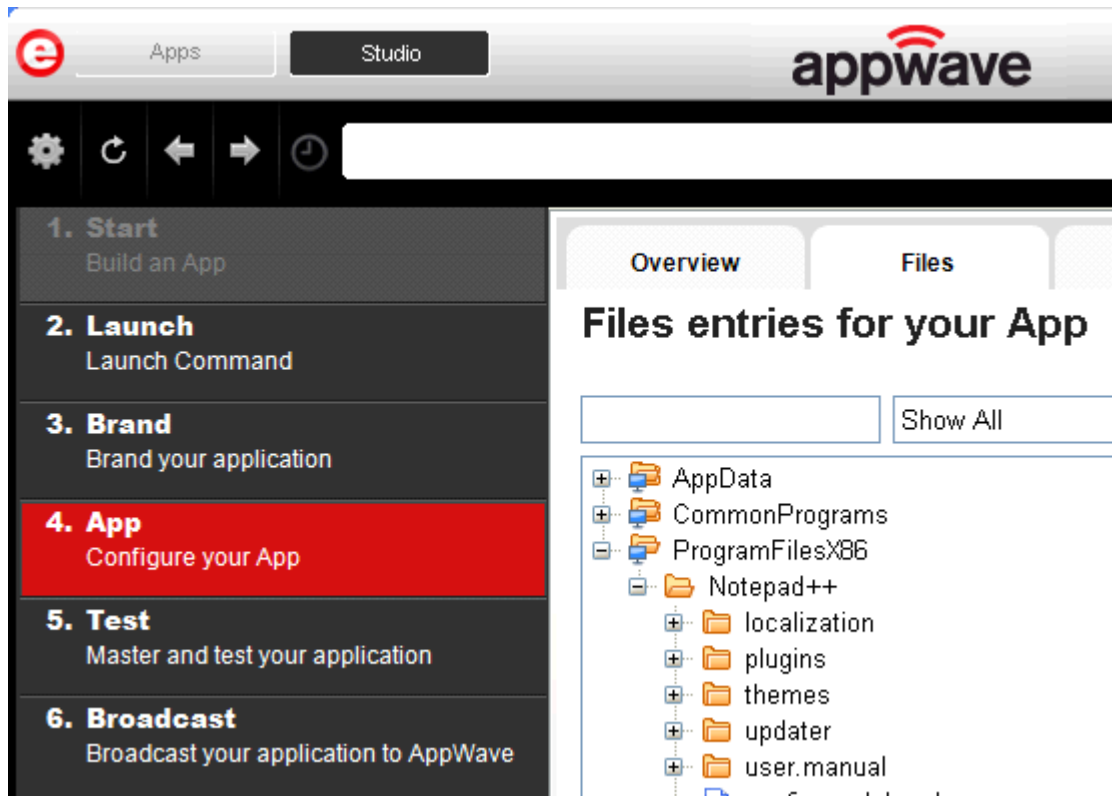 e
Apps
Studio
appwave
1. Start
Build an App
2. Launch
Launch Command
3. Brand
Brand your application
4. App
Configure your App
5. Test
Master and test your application
6. Broadcast
Broadcast your application to AppWave
Overview
Files
Files entries for your App
Show All
AppData
CommonPrograms
ProgramFilesX86
Notepad++
localization
plugins
themes
updater
user.manual